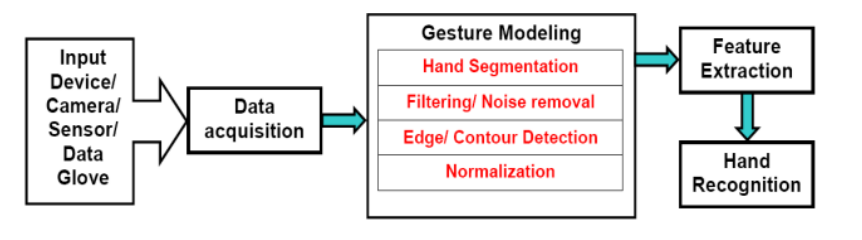 Input
Device/
Camera/
Sensor/
Data
Glove
Data
acquisition
Gesture Modeling
Hand Segmentation
Filtering/ Noise removal
Edge/ Contour Detection
Normalization
Feature
Extraction
Hand
Recognition